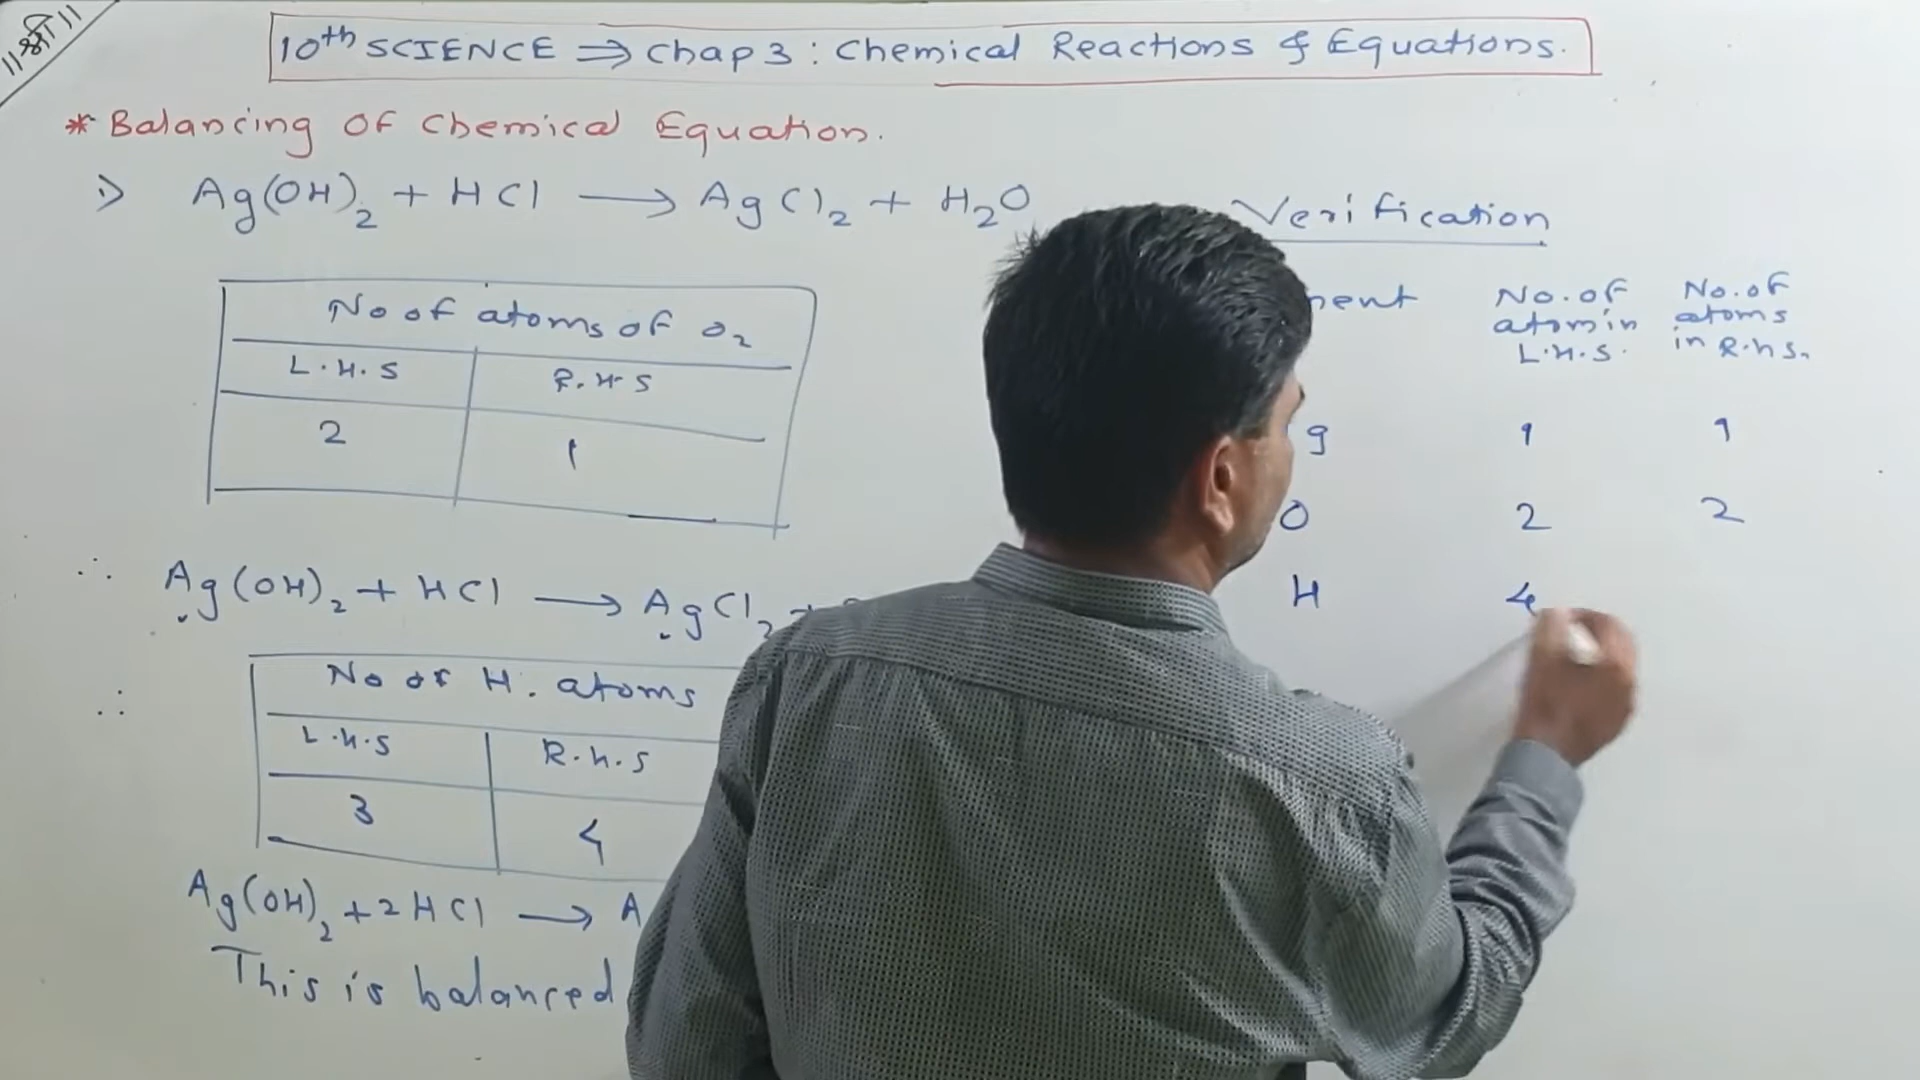 ॥श्री॥
10th SCIENCE ⇒ Chap 3 : Chemical Reactions & Equations.
* Balancing Of Chemical Equation.
1) Ag(OH)₂ + HCl ⟶ AgCl₂ + H₂O
No of atoms of O₂
L.H.S R.H.S
2 1
∴ Ag(OH)₂ + HCl ⟶ AgCl₂ +
∴ No of H. atoms
L.H.S R.H.S
3 4
Ag(OH)₂ + 2HCl ⟶ A
This is balanced
Verification
ment No. of atom in L.H.S. No. of atoms in R.H.S.
g 1 1
O 2 2
H 4